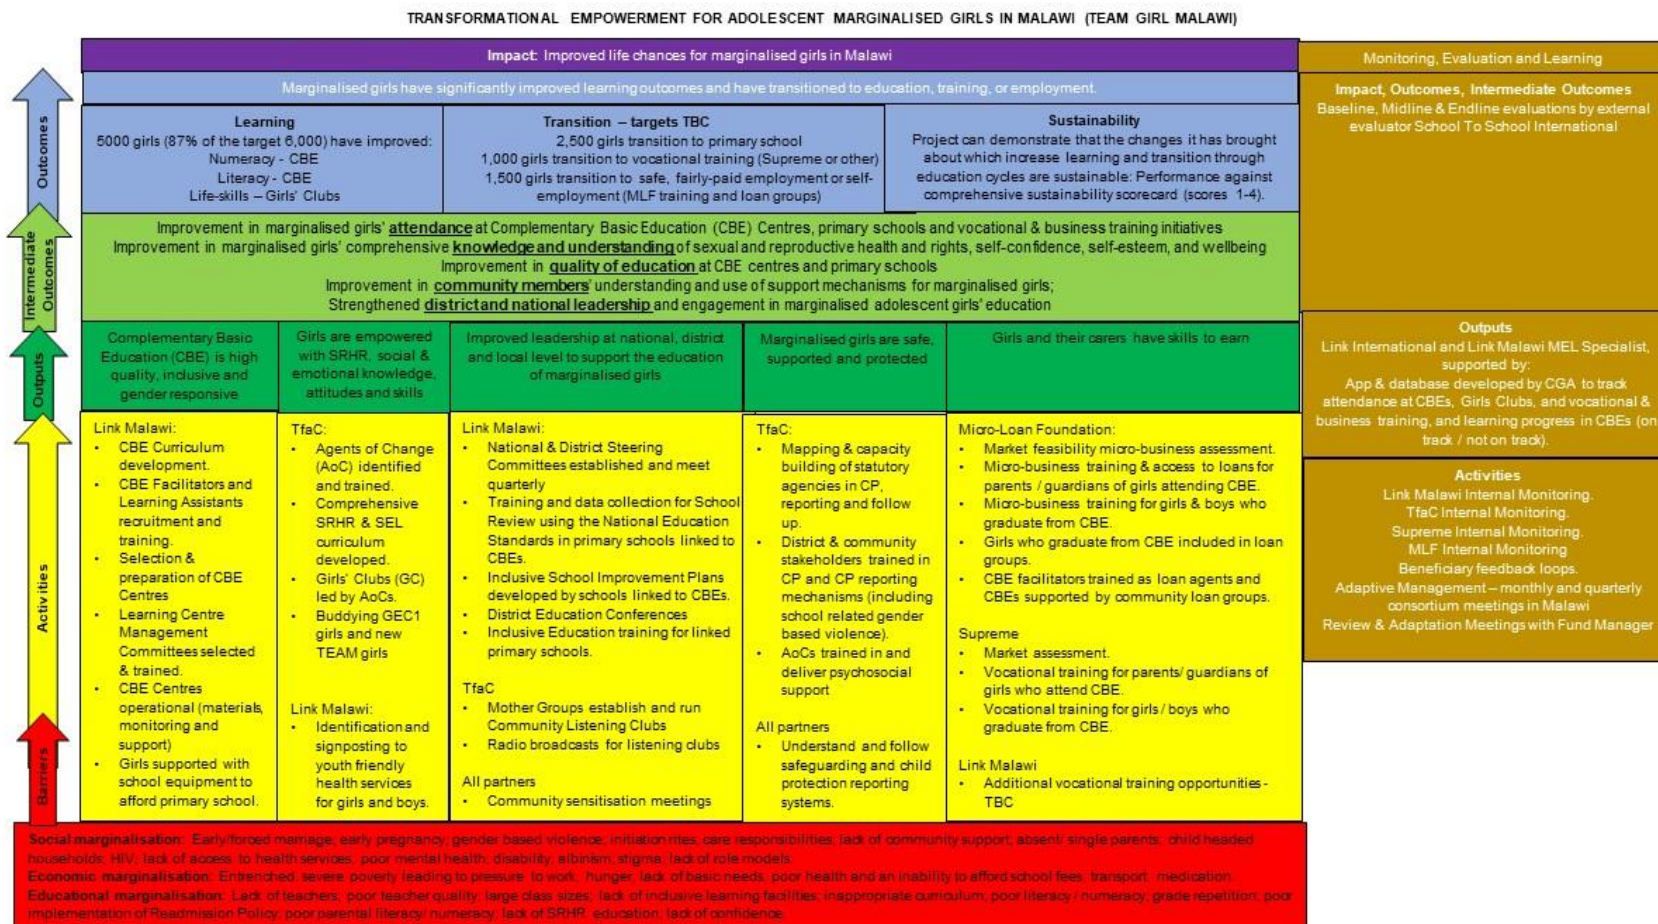 TRANSFORMATIONAL EMPOWERMENT FOR ADOLESCENT MARGINALISED GIRLS IN MALAWI (TEAM GIRL MALAWI)
Impact: Improved life chances for marginalised girls in Malawi
Marginalised girls have significantly improved learning outcomes and have transitioned to education, training, or employment.
Outcomes
Learning
5000 girls (87% of the target 6,000) have improved:
Numeracy - CBE
Literacy - CBE
Life-skills – Girls' Clubs
Transition – targets TBC
2,500 girls transition to primary school
1,000 girls transition to vocational training (Supreme or other)
1,500 girls transition to safe, fairly-paid employment or self-
employment (MLF training and loan groups)
Sustainability
Project can demonstrate that the changes it has brought
about which increase learning and transition through
education cycles are sustainable: Performance against
comprehensive sustainability scorecard (scores 1-4).
Intermediate
Outcomes
Improvement in marginalised girls' attendance at Complementary Basic Education (CBE) Centres, primary schools and vocational & business training initiatives
Improvement in marginalised girls' comprehensive knowledge and understanding of sexual and reproductive health and rights, self-confidence, self-esteem, and wellbeing
Improvement in quality of education at CBE centres and primary schools
Improvement in community members' understanding and use of support mechanisms for marginalised girls;
Strengthened district and national leadership and engagement in marginalised adolescent girls' education
Outputs
Complementary Basic
Education (CBE) is high
quality, inclusive and
gender responsive
Girls are empowered
with SRHR, social &
emotional knowledge,
attitudes and skills
Improved leadership at national, district
and local level to support the education
of marginalised girls
Marginalised girls are safe,
supported and protected
Girls and their carers have skills to earn
Activities
Link Malawi:
• CBE Curriculum
development.
• CBE Facilitators and
Learning Assistants
recruitment and
training.
• Selection &
preparation of CBE
Centres
• Learning Centre
Management
Committees selected
& trained.
• CBE Centres
operational (materials,
monitoring and
support)
• Girls supported with
school equipment to
afford primary school.
TfaC:
• Agents of Change
(AoC) identified
and trained.
• Comprehensive
SRHR & SEL
curriculum
developed.
• Girls' Clubs (GC)
led by AoCs.
• Buddying GEC1
girls and new
TEAM girls
Link Malawi:
• Identification and
signposting to
youth friendly
health services
for girls and boys.
Link Malawi:
• National & District Steering
Committees established and meet
quarterly
• Training and data collection for School
Review using the National Education
Standards in primary schools linked to
CBEs.
• Inclusive School Improvement Plans
developed by schools linked to CBEs.
• District Education Conferences
• Inclusive Education training for linked
primary schools.
TfaC
• Mother Groups establish and run
Community Listening Clubs
• Radio broadcasts for listening clubs
All partners
• Community sensitisation meetings
TfaC:
• Mapping & capacity
building of statutory
agencies in CP,
reporting and follow
up.
• District & community
stakeholders trained in
CP and CP reporting
mechanisms (including
school related gender
based violence).
• AoCs trained in and
deliver psychosocial
support
All partners
• Understand and follow
safeguarding and child
protection reporting
systems.
Micro-Loan Foundation:
• Market feasibility micro-business assessment.
• Micro-business training & access to loans for
parents / guardians of girls attending CBE.
• Micro-business training for girls & boys who
graduate from CBE.
• Girls who graduate from CBE included in loan
groups.
• CBE facilitators trained as loan agents and
CBEs supported by community loan groups.
Supreme
• Market assessment.
• Vocational training for parents/ guardians of
girls who attend CBE.
• Vocational training for girls / boys who
graduate from CBE.
Link Malawi
• Additional vocational training opportunities -
TBC
Barriers
Social marginalisation: Early/forced marriage; early pregnancy; gender based violence; initiation rites; care responsibilities; lack of community support; absent/ single parents; child headed
households; HIV; lack of access to health services; poor mental health; disability; albinism; stigma; lack of role models.
Economic marginalisation: Entrenched, severe poverty leading to pressure to work, hunger, lack of basic needs, poor health and an inability to afford school fees, transport, medication.
Educational marginalisation: Lack of teachers; poor teacher quality; large class sizes; lack of inclusive learning facilities; inappropriate curriculum; poor literacy / numeracy; grade repetition; poor
implementation of Readmission Policy; poor parental literacy/ numeracy; lack of SRHR education; lack of confidence.
Monitoring, Evaluation and Learning
Impact, Outcomes, Intermediate Outcomes
Baseline, Midline & Endline evaluations by external
evaluator School To School International
Outputs
Link International and Link Malawi MEL Specialist,
supported by:
App & database developed by CGA to track
attendance at CBEs, Girls Clubs, and vocational &
business training, and learning progress in CBEs (on
track / not on track).
Activities
Link Malawi Internal Monitoring.
TfaC Internal Monitoring.
Supreme Internal Monitoring.
MLF Internal Monitoring
Beneficiary feedback loops.
Adaptive Management – monthly and quarterly
consortium meetings in Malawi
Review & Adaptation Meetings with Fund Manager